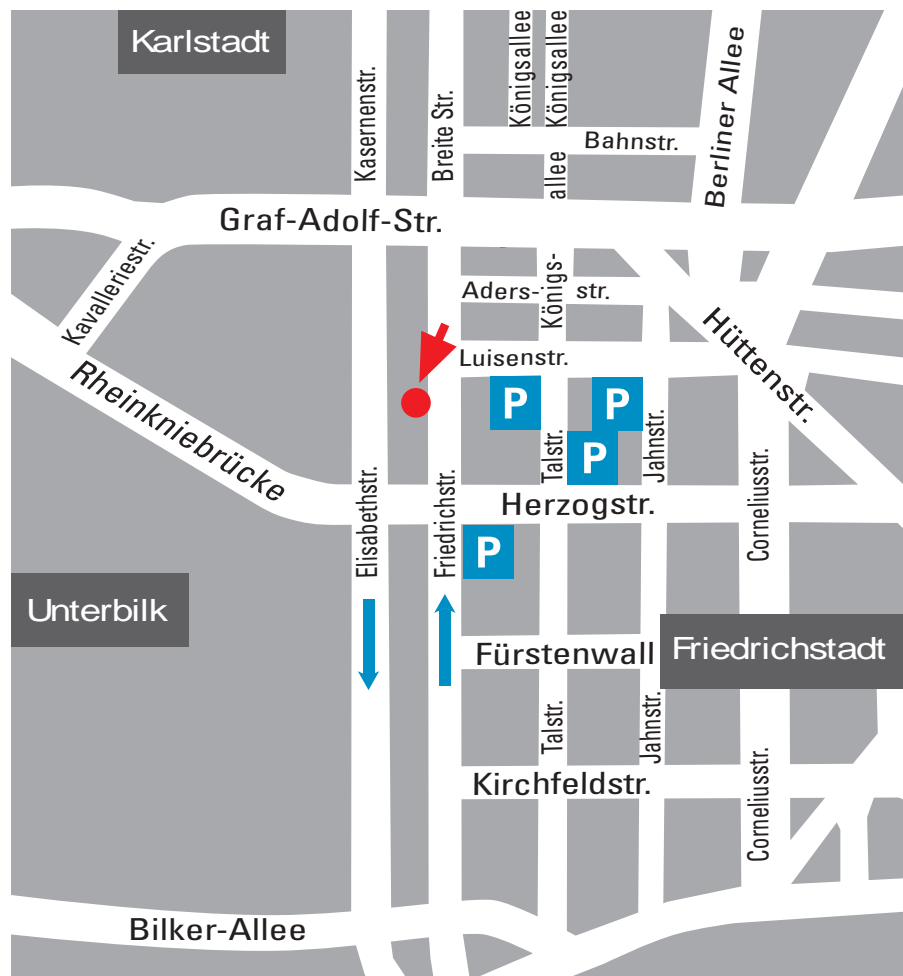 Karlstadt
Kasernenstr.
Breite Str.
Königsallee
Königsallee
Berliner Allee
Bahnstr.
allee
Graf-Adolf-Str.
Kavalleriestr.
Königs-
Aders- str.
Hüttenstr.
Luisenstr.
Rheinkniebrücke
P
P
P
Talstr.
Jahnstr.
Herzogstr.
Elisabethstr.
Friedrichstr.
Corneliusstr.
P
Unterbilk
Fürstenwall
Friedrichstadt
Talstr.
Jahnstr.
Corneliusstr.
Kirchfeldstr.
Bilker-Allee